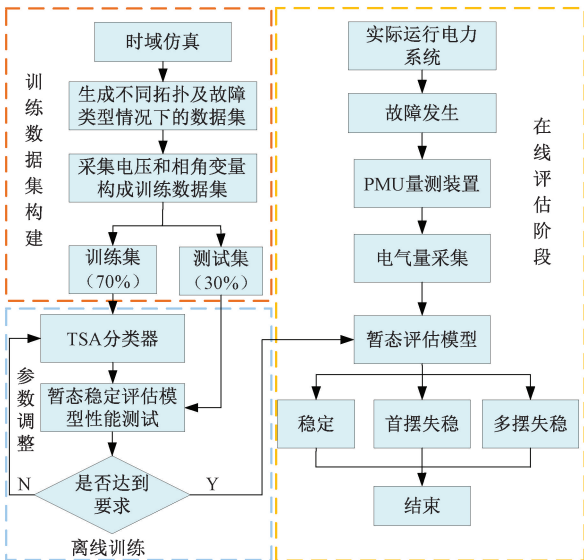 训练数据集构建
时域仿真
生成不同拓扑及故障
类型情况下的数据集
采集电压和相角变量
构成训练数据集
训练集
（70%）
测试集
（30%）
TSA分类器
参数调整
暂态稳定评估模
型性能测试
是否达到
要求
N
Y
离线训练
实际运行电力
系统
故障发生
PMU量测装置
电气量采集
暂态评估模型
稳定
首摆失稳
多摆失稳
结束
在线评估阶段